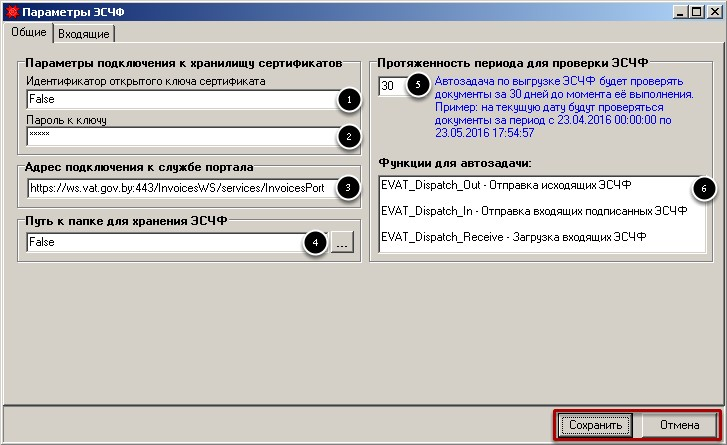 Параметры ЭСЧФ
Общие
Входящие
Параметры подключения к хранилищу сертификатов
Идентификатор открытого ключа сертификата
False
1
Пароль к ключу
*****
2
Адрес подключения к службе портала
https://ws.vat.gov.by:443/InvoicesWS/services/InvoicesPort
3
Путь к папке для хранения ЭСЧФ
False
4
...
Протяженность периода для проверки ЭСЧФ
30
5
Автозадача по выгрузке ЭСЧФ будет проверять
документы за 30 дней до момента её выполнения.
Пример: на текущую дату будут проверяться
документы за период с 23.04.2016 00:00:00 по
23.05.2016 17:54:57
Функции для автозадачи:
6
EVAT_Dispatch_Out - Отправка исходящих ЭСЧФ
EVAT_Dispatch_In - Отправка входящих подписанных ЭСЧФ
EVAT_Dispatch_Receive - Загрузка входящих ЭСЧФ
Сохранить
Отмена